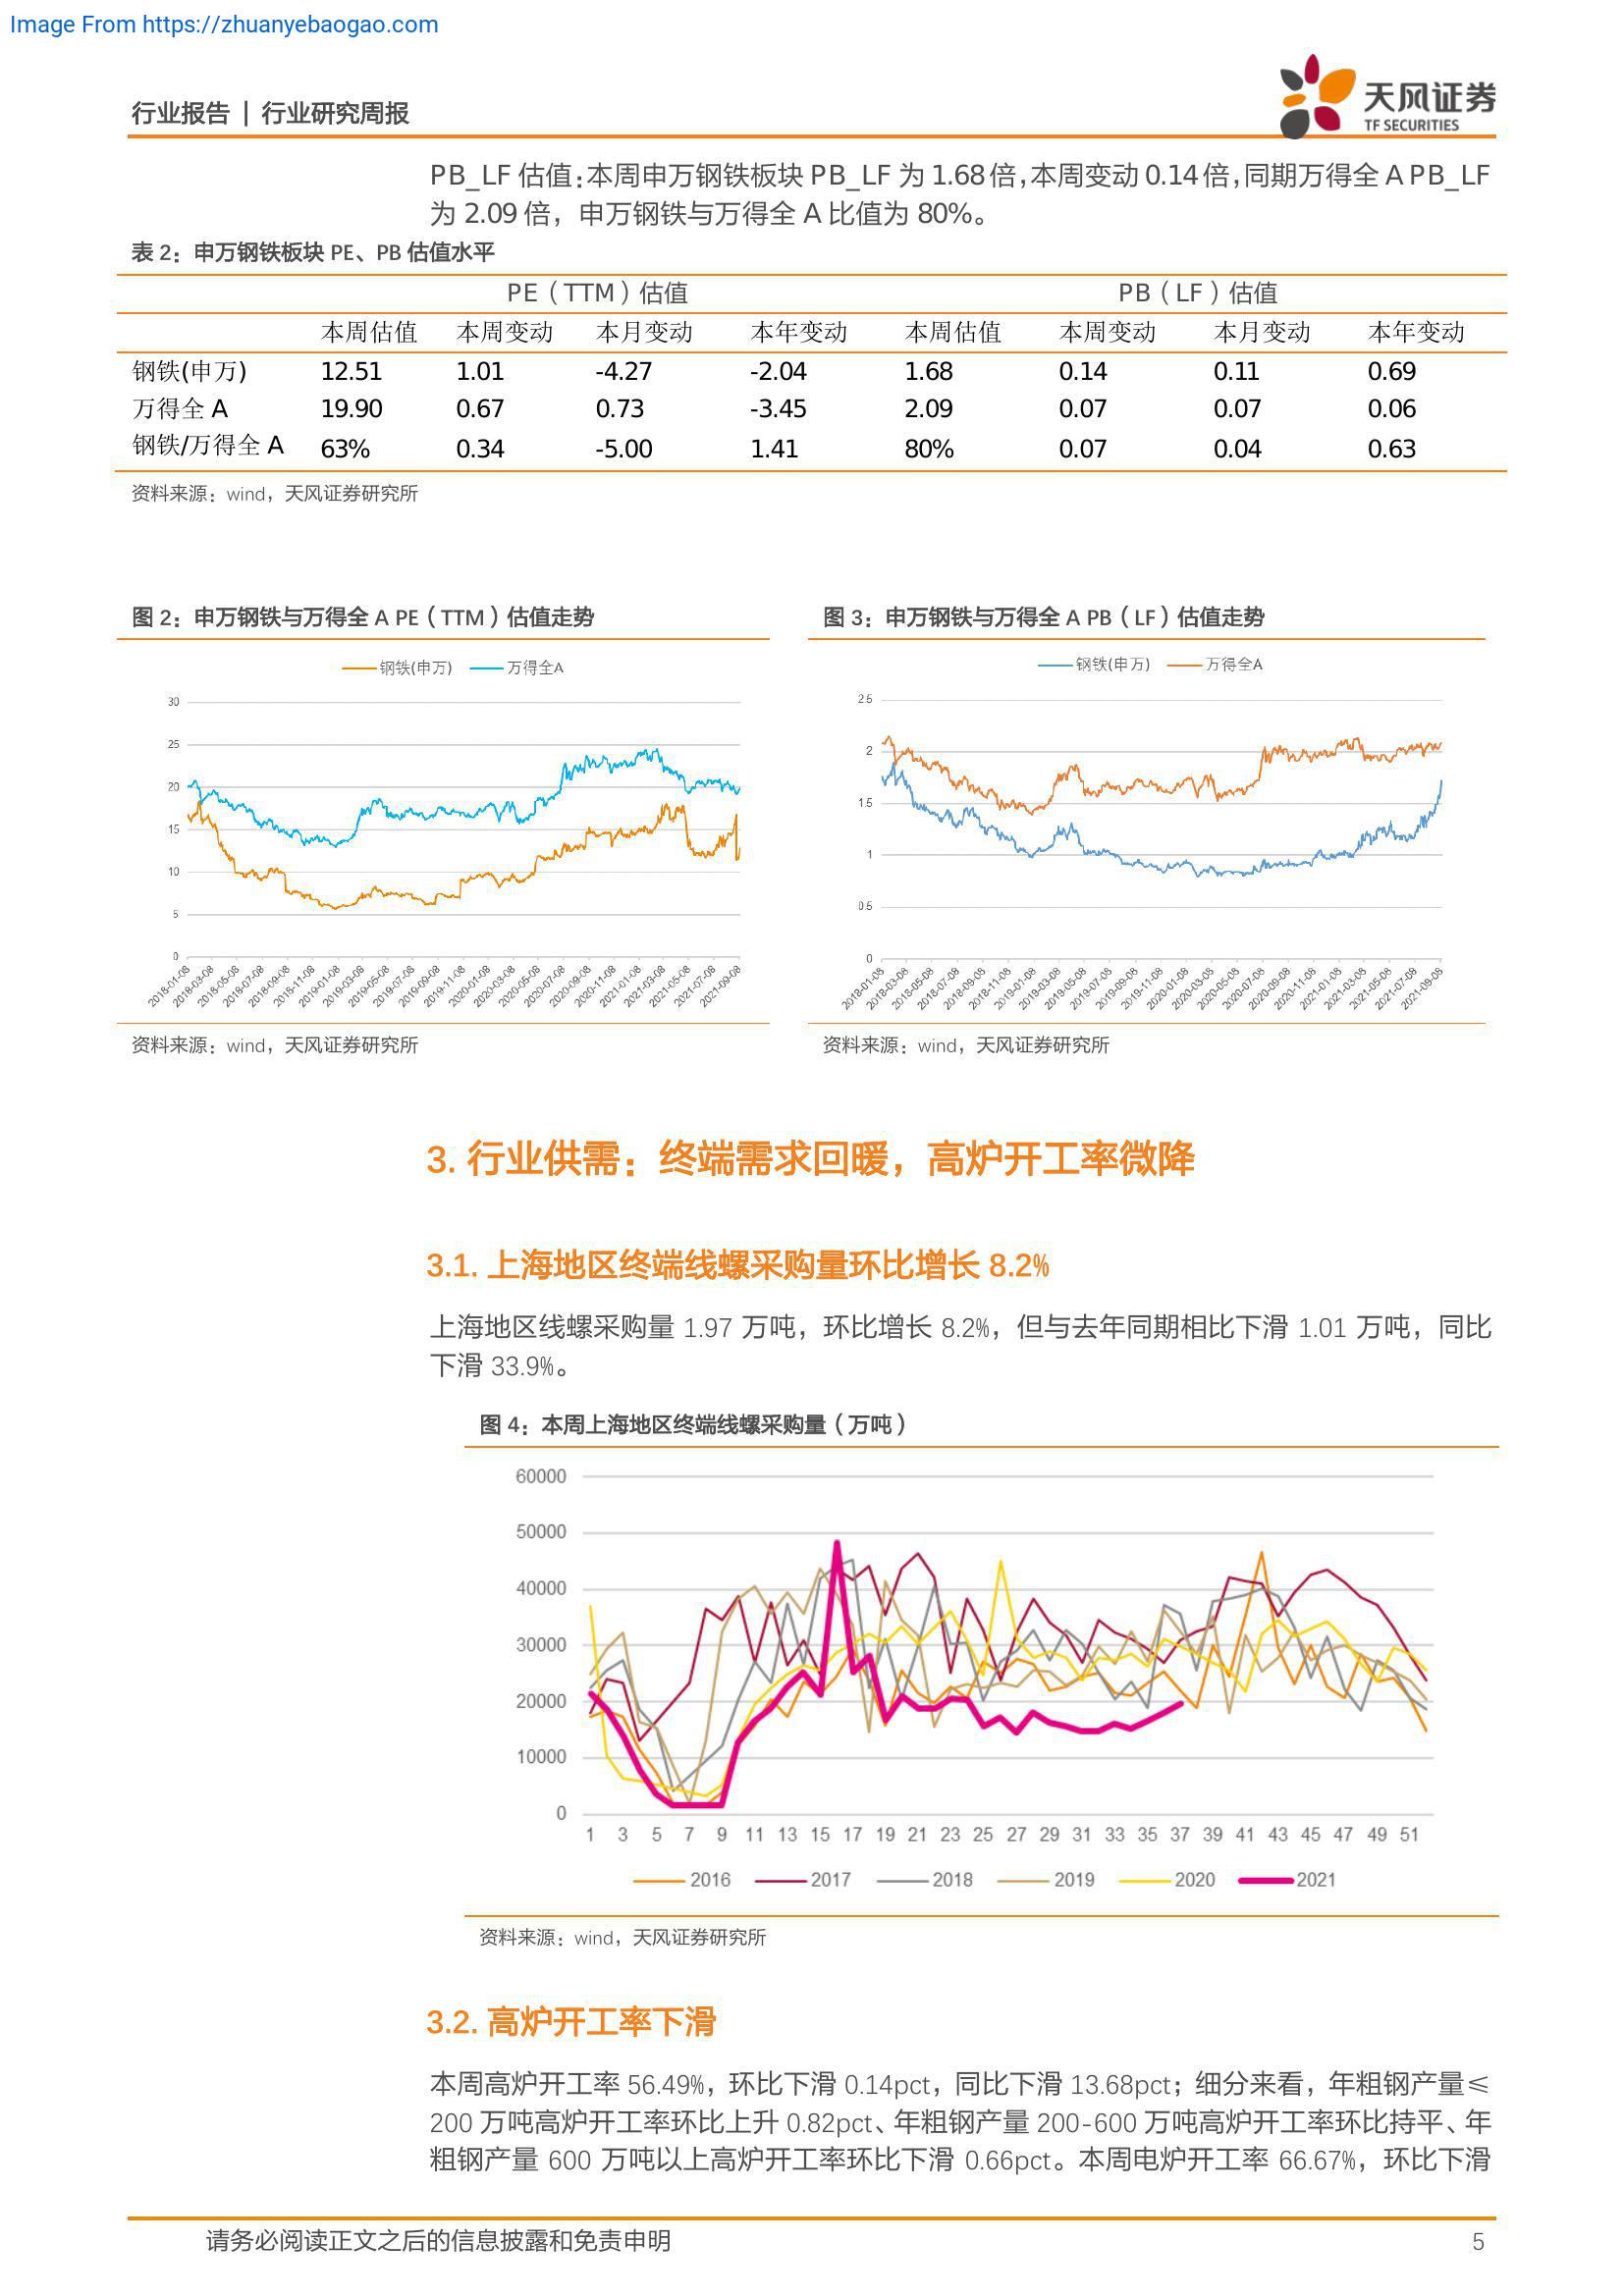 Image From https://zhuanyebaogao.com
天风证券
TF SECURITIES
行业报告 | 行业研究周报
PB_LF 估值：本周申万钢铁板块 PB_LF 为 1.68 倍，本周变动 0.14 倍，同期万得全 A PB_LF
为 2.09 倍，申万钢铁与万得全 A 比值为 80%。
表 2：申万钢铁板块 PE、PB 估值水平
PE（TTM）估值 PB（LF）估值
本周估值 本周变动 本月变动 本年变动 本周估值 本周变动 本月变动 本年变动
钢铁(申万) 12.51 1.01 -4.27 -2.04 1.68 0.14 0.11 0.69
万得全 A 19.90 0.67 0.73 -3.45 2.09 0.07 0.07 0.06
钢铁/万得全 A 63% 0.34 -5.00 1.41 80% 0.07 0.04 0.63
资料来源：wind，天风证券研究所
图 2：申万钢铁与万得全 A PE（TTM）估值走势
钢铁(申万) 万得全A
30
25
20
15
10
5
0
2018-01-08 2018-03-08 2018-05-08 2018-07-08 2018-09-08 2018-11-08 2019-01-08 2019-03-08 2019-05-08 2019-07-08 2019-09-08 2019-11-08 2020-01-08 2020-03-08 2020-05-08 2020-07-08 2020-09-08 2020-11-08 2021-01-08 2021-03-08 2021-05-08 2021-07-08 2021-09-08
资料来源：wind，天风证券研究所
图 3：申万钢铁与万得全 A PB（LF）估值走势
钢铁(申万) 万得全A
2.5
2
1.5
1
0.5
0
2018-01-08 2018-03-08 2018-05-08 2018-07-08 2018-09-08 2018-11-08 2019-01-08 2019-03-08 2019-05-08 2019-07-08 2019-09-08 2019-11-08 2020-01-08 2020-03-08 2020-05-08 2020-07-08 2020-09-08 2020-11-08 2021-01-08 2021-03-08 2021-05-08 2021-07-08 2021-09-08
资料来源：wind，天风证券研究所
3. 行业供需：终端需求回暖，高炉开工率微降
3.1. 上海地区终端线螺采购量环比增长 8.2%
上海地区线螺采购量 1.97 万吨，环比增长 8.2%，但与去年同期相比下滑 1.01 万吨，同比
下滑 33.9%。
图 4：本周上海地区终端线螺采购量（万吨）
60000
50000
40000
30000
20000
10000
0
1 3 5 7 9 11 13 15 17 19 21 23 25 27 29 31 33 35 37 39 41 43 45 47 49 51
2016 2017 2018 2019 2020 2021
资料来源：wind，天风证券研究所
3.2. 高炉开工率下滑
本周高炉开工率 56.49%，环比下滑 0.14pct，同比下滑 13.68pct；细分来看，年粗钢产量≤
200 万吨高炉开工率环比上升 0.82pct、年粗钢产量 200-600 万吨高炉开工率环比持平、年
粗钢产量 600 万吨以上高炉开工率环比下滑 0.66pct。本周电炉开工率 66.67%，环比下滑
请务必阅读正文之后的信息披露和免责申明 5